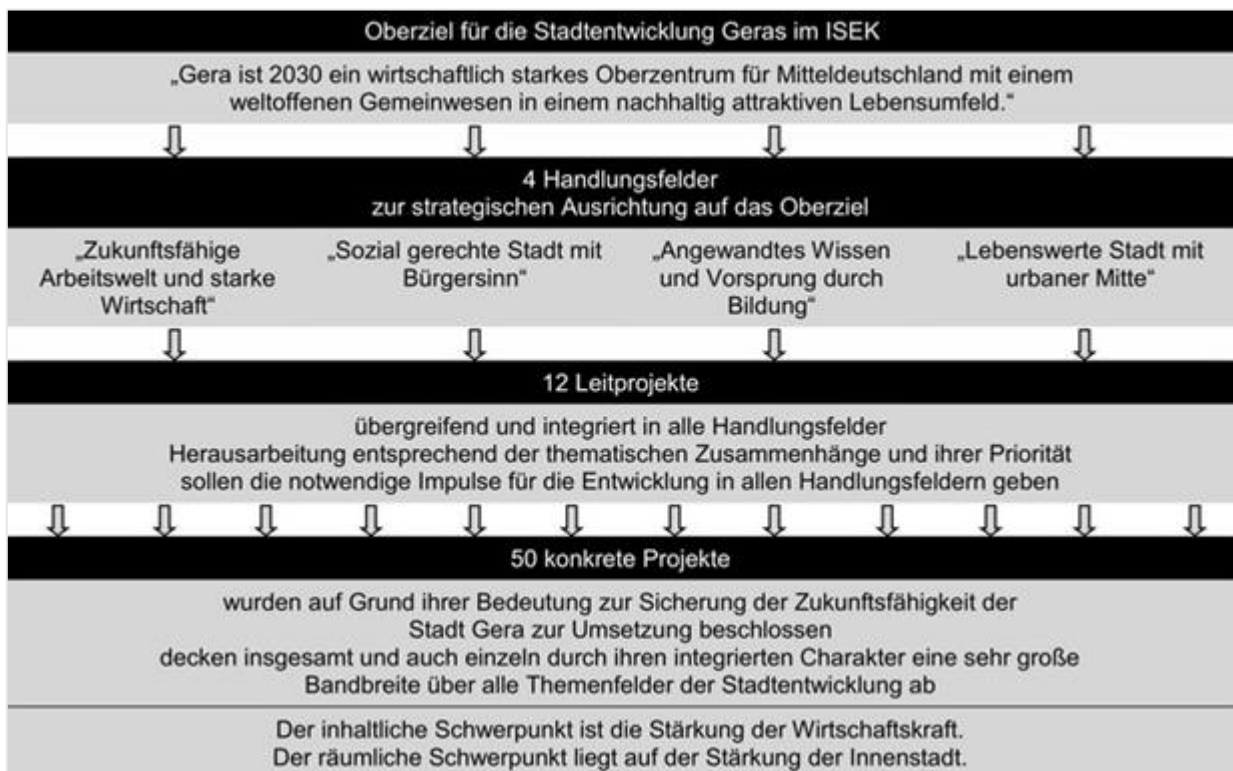 Oberziel für die Stadtentwicklung Geras im ISEK
„Gera ist 2030 ein wirtschaftlich starkes Oberzentrum für Mitteldeutschland mit einem
weltoffenen Gemeinwesen in einem nachhaltig attraktiven Lebensumfeld.“
4 Handlungsfelder
zur strategischen Ausrichtung auf das Oberziel
„Zukunftsfähige
Arbeitswelt und starke
Wirtschaft“
„Sozial gerechte Stadt mit
Bürgersinn“
„Angewandtes Wissen
und Vorsprung durch
Bildung“
„Lebenswerte Stadt mit
urbaner Mitte“
12 Leitprojekte
übergreifend und integriert in alle Handlungsfelder
Herausarbeitung entsprechend der thematischen Zusammenhänge und ihrer Priorität
sollen die notwendige Impulse für die Entwicklung in allen Handlungsfeldern geben
50 konkrete Projekte
wurden auf Grund ihrer Bedeutung zur Sicherung der Zukunftsfähigkeit der
Stadt Gera zur Umsetzung beschlossen
decken insgesamt und auch einzeln durch ihren integrierten Charakter eine sehr große
Bandbreite über alle Themenfelder der Stadtentwicklung ab
Der inhaltliche Schwerpunkt ist die Stärkung der Wirtschaftskraft.
Der räumliche Schwerpunkt liegt auf der Stärkung der Innenstadt.